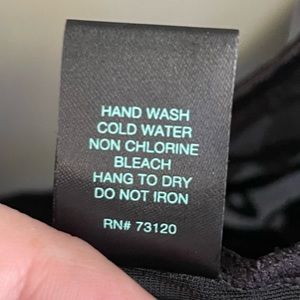 HAND WASH
COLD WATER
NON CHLORINE
BLEACH
HANG TO DRY
DO NOT IRON
RN# 73120